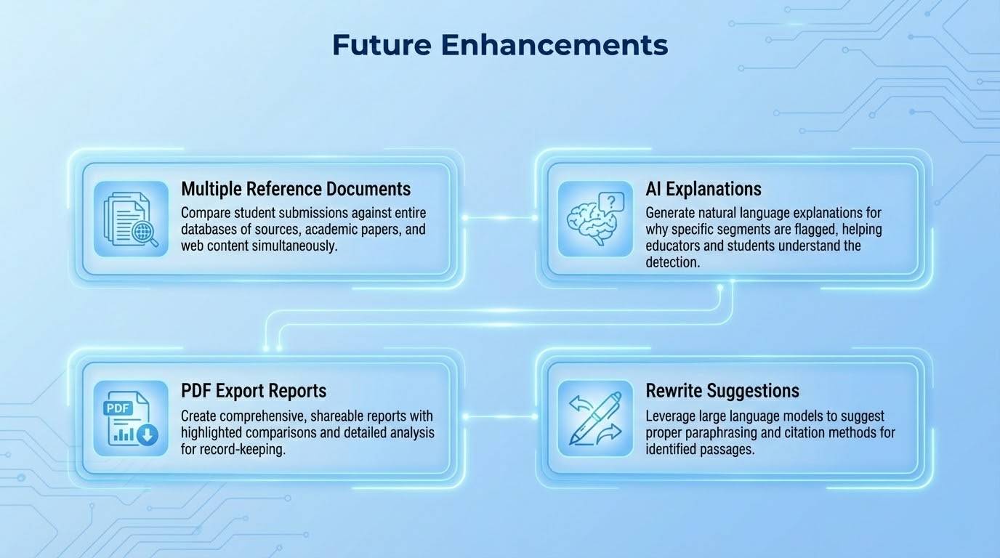 Future Enhancements
Multiple Reference Documents
Compare student submissions against entire
databases of sources, academic papers, and
web content simultaneously.
?
AI Explanations
Generate natural language explanations for
why specific segments are flagged, helping
educators and students understand the
detection.
PDF
PDF Export Reports
Create comprehensive, shareable reports with
highlighted comparisons and detailed analysis
for record-keeping.
Rewrite Suggestions
Leverage large language models to suggest
proper paraphrasing and citation methods for
identified passages.